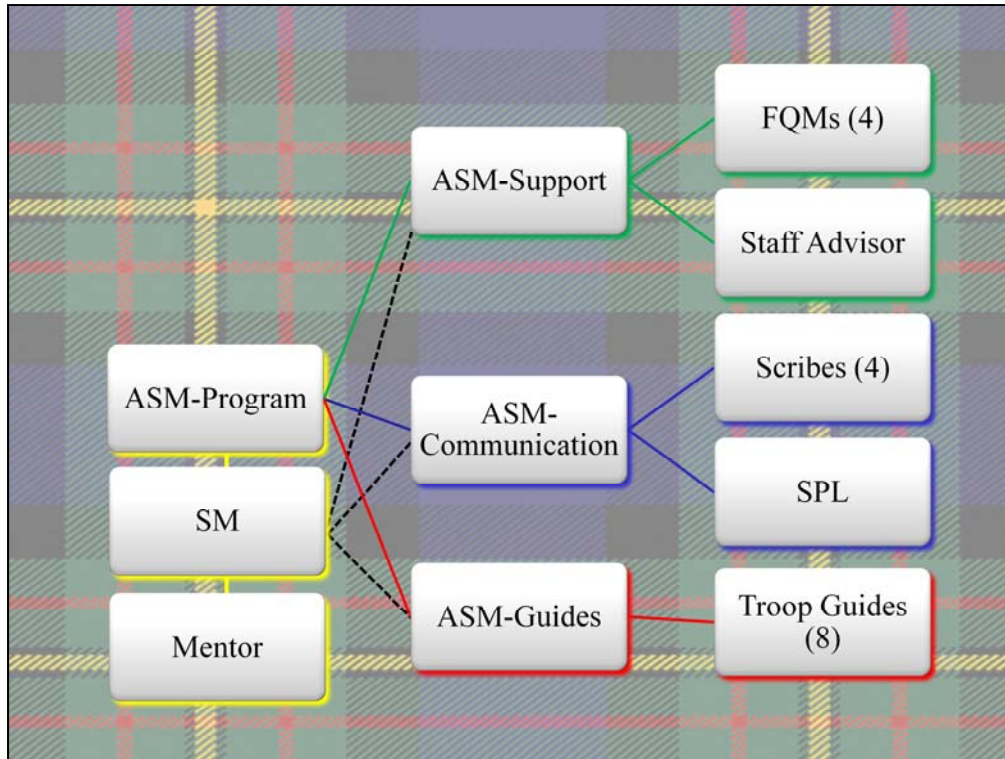 ASM-Program
SM
Mentor
ASM-Support
ASM-
Communication
ASM-Guides
FQMs (4)
Staff Advisor
Scribes (4)
SPL
Troop Guides
(8)